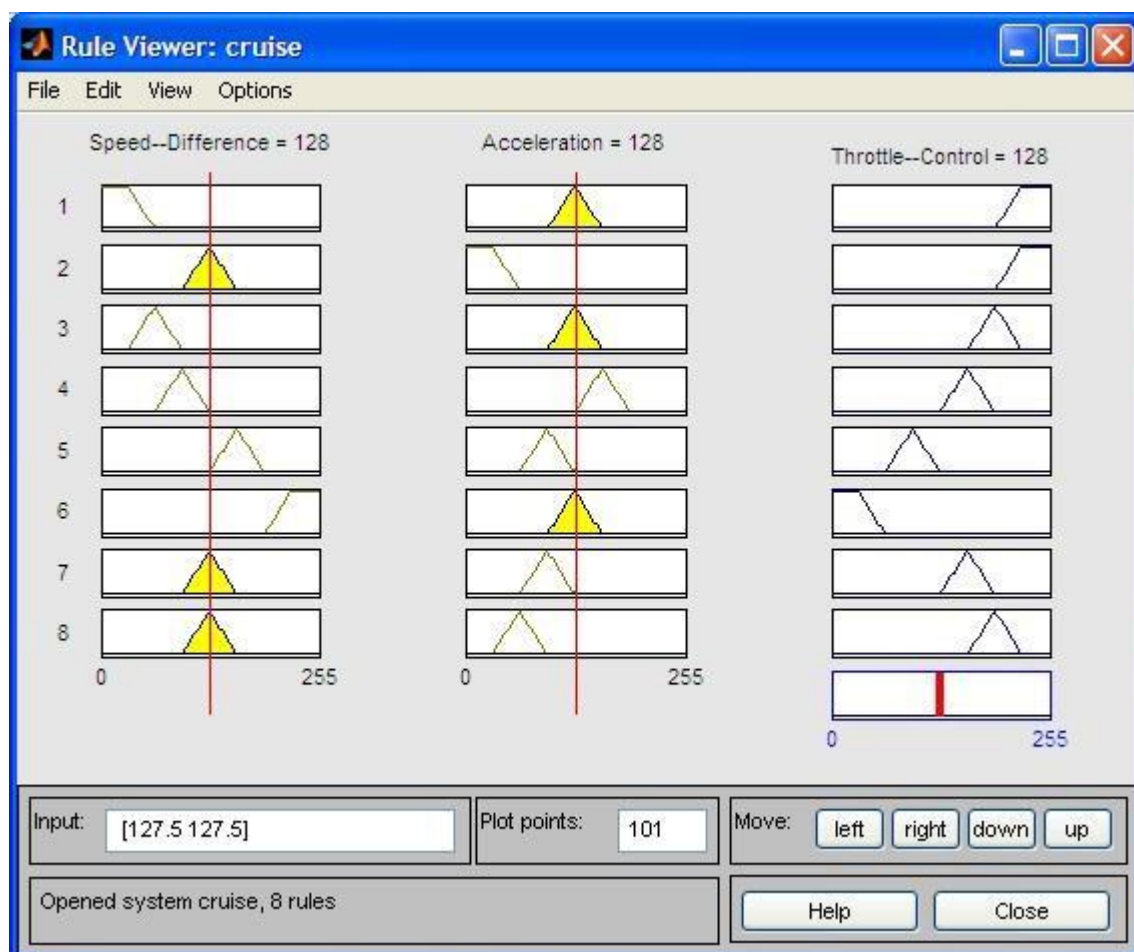 Rule Viewer: cruise
File Edit View Options
Speed--Difference = 128
Acceleration = 128
Throttle--Control = 128
1
2
3
4
5
6
7
8
0 255
0 255
0 255
Input: [127.5 127.5]
Plot points: 101
Move: left right down up
Opened system cruise, 8 rules
Help Close